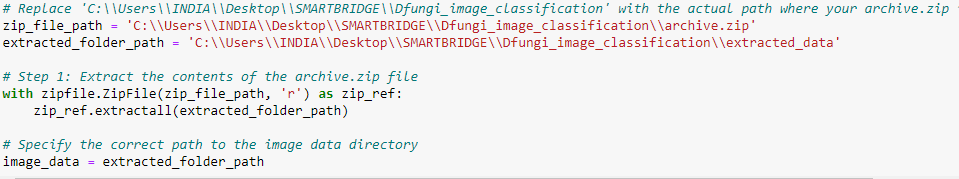 # Replace 'C:\\Users\\INDIA\\Desktop\\SMARTBRIDGE\\Dfungi_image_classification' with the actual path where your archive.zip
zip_file_path = 'C:\\Users\\INDIA\\Desktop\\SMARTBRIDGE\\Dfungi_image_classification\\archive.zip'
extracted_folder_path = 'C:\\Users\\INDIA\\Desktop\\SMARTBRIDGE\\Dfungi_image_classification\\extracted_data'
# Step 1: Extract the contents of the archive.zip file
with zipfile.ZipFile(zip_file_path, 'r') as zip_ref:
zip_ref.extractall(extracted_folder_path)
# Specify the correct path to the image data directory
image_data = extracted_folder_path